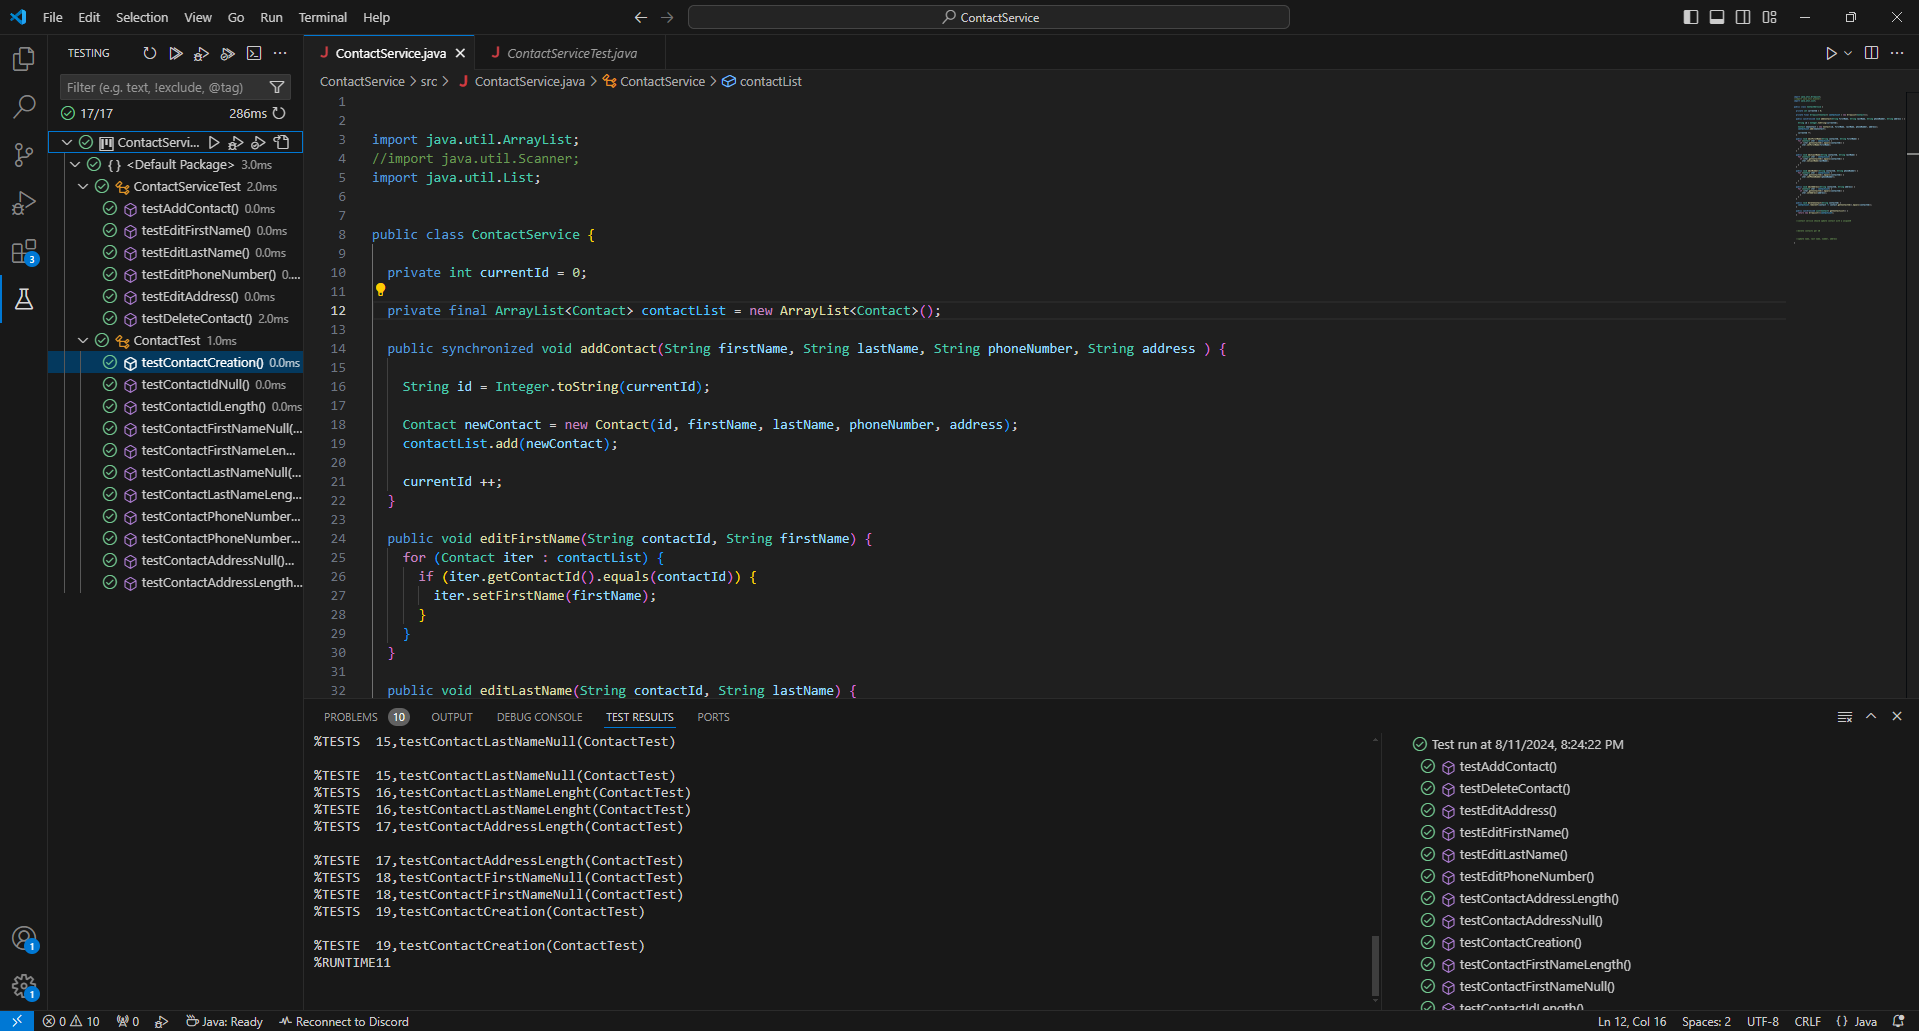 File Edit Selection View Go Run Terminal Help
ContactService
TESTING
Filter (e.g. text, !exclude, @tag)
17/17 286ms
ContactServi...
{ } <Default Package> 3.0ms
ContactServiceTest 2.0ms
testAddContact() 0.0ms
testEditFirstName() 0.0ms
testEditLastName() 0.0ms
testEditPhoneNumber() 0....
testEditAddress() 0.0ms
testDeleteContact() 2.0ms
ContactTest 1.0ms
testContactCreation() 0.0ms
testContactIdNull() 0.0ms
testContactIdLength() 0.0ms
testContactFirstNameNull(...
testContactFirstNameLen...
testContactLastNameNull(...
testContactLastNameLeng...
testContactPhoneNumber...
testContactPhoneNumber...
testContactAddressNull()...
testContactAddressLength...
3
1
1
J ContactService.java J ContactServiceTest.java
ContactService > src > J ContactService.java > ContactService > contactList
1
2
3 import java.util.ArrayList;
4 //import java.util.Scanner;
5 import java.util.List;
6
7
8 public class ContactService {
9
10 private int currentId = 0;
11
12 private final ArrayList<Contact> contactList = new ArrayList<Contact>();
13
14 public synchronized void addContact(String firstName, String lastName, String phoneNumber, String address ) {
15
16 String id = Integer.toString(currentId);
17
18 Contact newContact = new Contact(id, firstName, lastName, phoneNumber, address);
19 contactList.add(newContact);
20
21 currentId ++;
22 }
23
24 public void editFirstName(String contactId, String firstName) {
25 for (Contact iter : contactList) {
26 if (iter.getContactId().equals(contactId)) {
27 iter.setFirstName(firstName);
28 }
29 }
30 }
31
32 public void editLastName(String contactId, String lastName) {
PROBLEMS 10 OUTPUT DEBUG CONSOLE TEST RESULTS PORTS
%TESTS 15,testContactLastNameNull(ContactTest)
%TESTE 15,testContactLastNameNull(ContactTest)
%TESTS 16,testContactLastNameLenght(ContactTest)
%TESTE 16,testContactLastNameLenght(ContactTest)
%TESTS 17,testContactAddressLength(ContactTest)
%TESTE 17,testContactAddressLength(ContactTest)
%TESTS 18,testContactFirstNameNull(ContactTest)
%TESTE 18,testContactFirstNameNull(ContactTest)
%TESTS 19,testContactCreation(ContactTest)
%TESTE 19,testContactCreation(ContactTest)
%RUNTIME11
Test run at 8/11/2024, 8:24:22 PM
testAddContact()
testDeleteContact()
testEditAddress()
testEditFirstName()
testEditLastName()
testEditPhoneNumber()
testContactAddressLength()
testContactAddressNull()
testContactCreation()
testContactFirstNameLength()
testContactFirstNameNull()
testContactIdLength()
0 10 0 Java: Ready Reconnect to Discord Ln 12, Col 16 Spaces: 2 UTF-8 CRLF { } Java